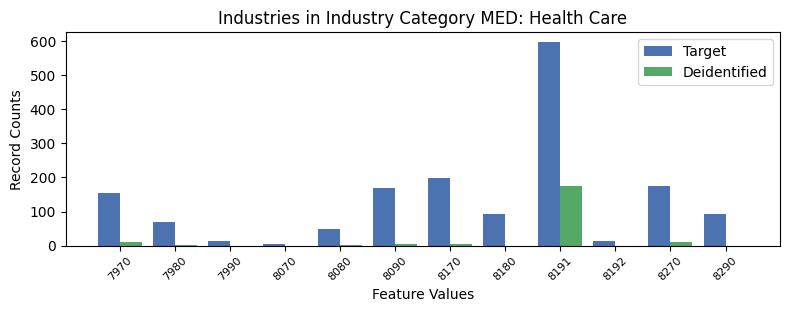 Industries in Industry Category MED: Health Care
Target
Deidentified
Record Counts
600
500
400
300
200
100
0
7970 7980 7990 8070 8080 8090 8170 8180 8191 8192 8270 8290
Feature Values